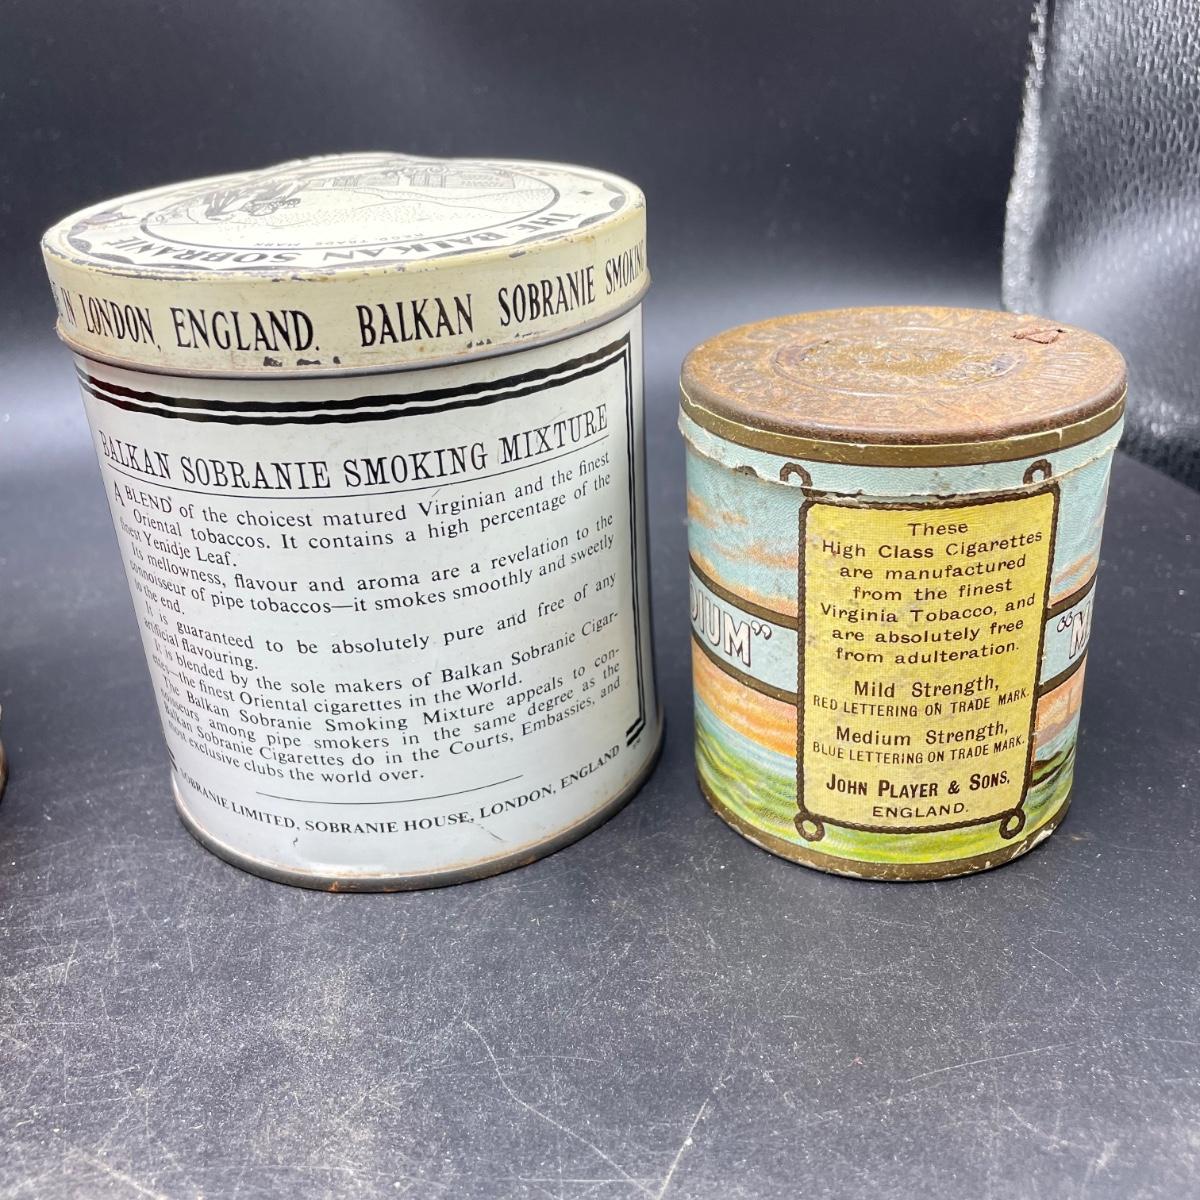 THE BALKAN SOBRANIE
REGD. TRADE MARK
IN LONDON, ENGLAND. BALKAN SOBRANIE SMOKING
BALKAN SOBRANIE SMOKING MIXTURE
A BLEND of the choicest matured Virginian and the finest
Oriental tobaccos. It contains a high percentage of the
finest Yenidje Leaf.
Its mellowness, flavour and aroma are a revelation to the
connoisseur of pipe tobaccos—it smokes smoothly and sweetly
to the end.
It is guaranteed to be absolutely pure and free of any
artificial flavouring.
It is blended by the sole makers of Balkan Sobranie Cigar-
ettes—the finest Oriental cigarettes in the World.
The Balkan Sobranie Smoking Mixture appeals to con-
noisseurs among pipe smokers in the same degree as the
Balkan Sobranie Cigarettes do in the Courts, Embassies, and
most exclusive clubs the world over.
SOBRANIE LIMITED, SOBRANIE HOUSE, LONDON, ENGLAND
DIUM”
These
High Class Cigarettes
are manufactured
from the finest
Virginia Tobacco, and
are absolutely free
from adulteration.
Mild Strength,
RED LETTERING ON TRADE MARK.
Medium Strength,
BLUE LETTERING ON TRADE MARK.
JOHN PLAYER & SONS,
ENGLAND.
“M